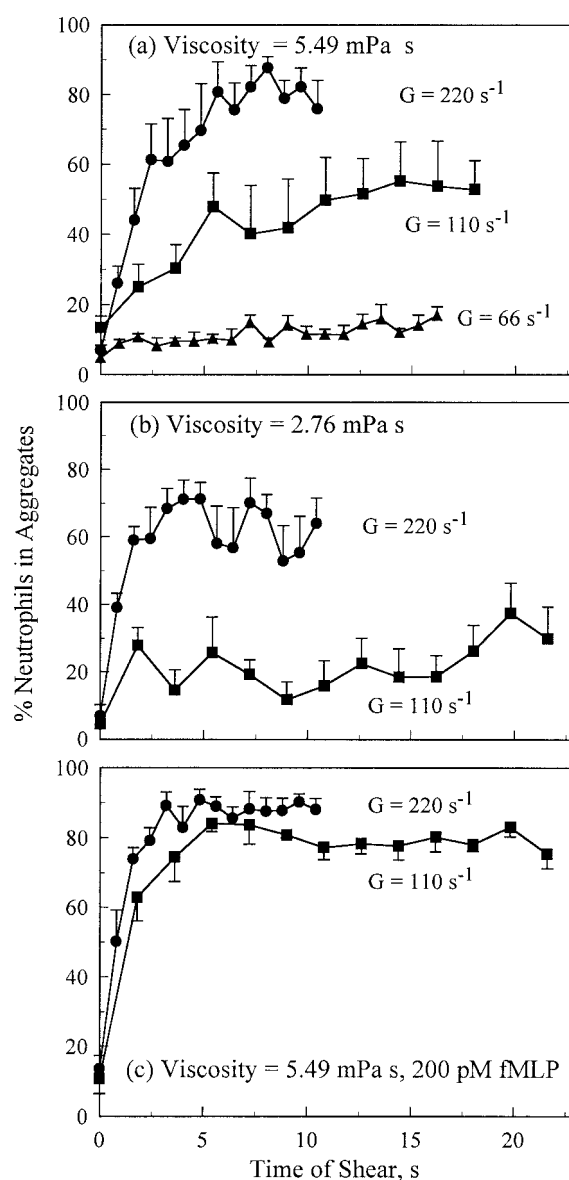 100
(a) Viscosity = 5.49 mPa s
80
G = 220 s-1
60
40
G = 110 s-1
20
G = 66 s-1
0
100
(b) Viscosity = 2.76 mPa s
80
G = 220 s-1
60
40
20
G = 110 s-1
0
% Neutrophils in Aggregates
100
G = 220 s-1
80
G = 110 s-1
60
40
20
(c) Viscosity = 5.49 mPa s, 200 pM fMLP
0
0 5 10 15 20
Time of Shear, s